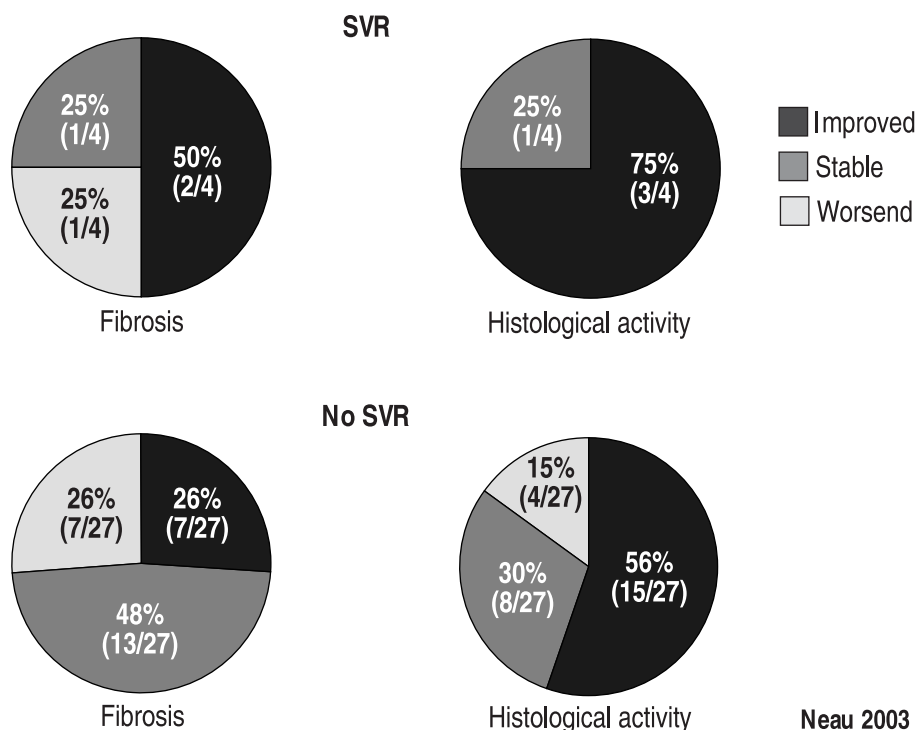 SVR
25%
(1/4)
50%
(2/4)
25%
(1/4)
Fibrosis
25%
(1/4)
75%
(3/4)
Histological activity
Improved
Stable
Worsend
No SVR
26%
(7/27)
26%
(7/27)
48%
(13/27)
Fibrosis
15%
(4/27)
56%
(15/27)
30%
(8/27)
Histological activity
Neau 2003